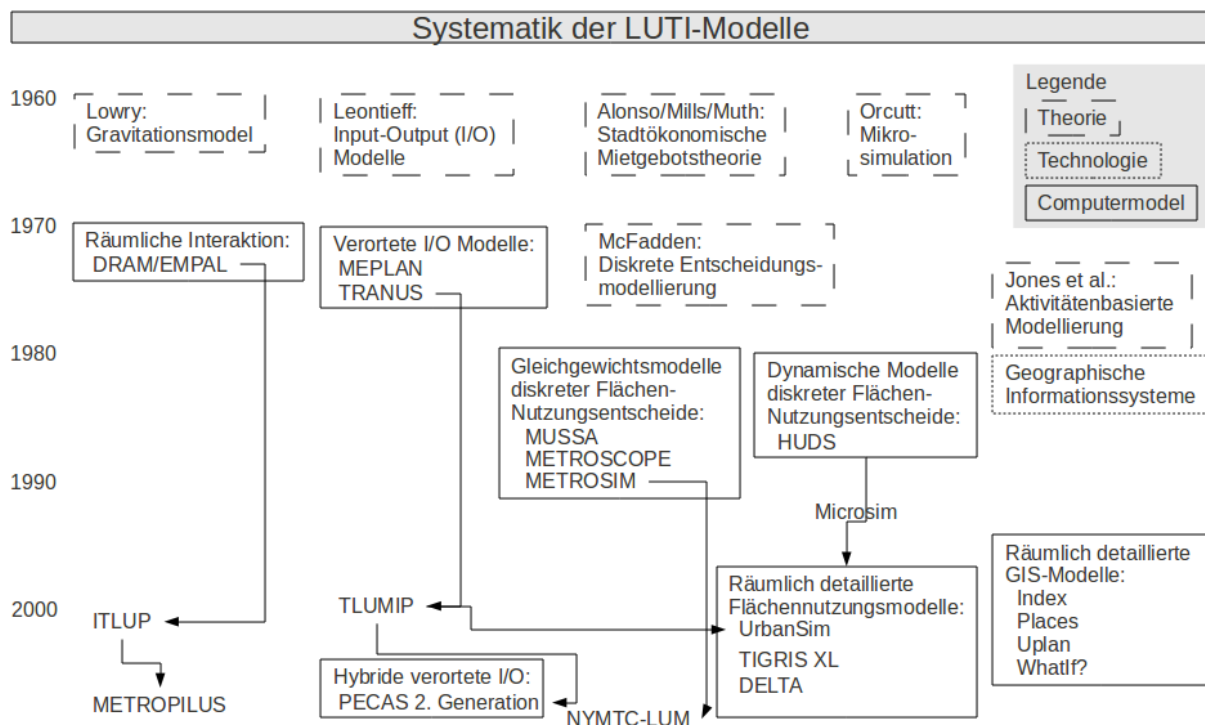 Systematik der LUTI-Modelle
1960
Lowry:
Gravitationsmodel
Leontieff:
Input-Output (I/O)
Modelle
Alonso/Mills/Muth:
Stadtökonomische
Mietgebotstheorie
Orcutt:
Mikro-
simulation
Legende
Theorie
Technologie
Computermodel
1970
Räumliche Interaktion:
DRAM/EMPAL
Verortete I/O Modelle:
MEPLAN
TRANUS
McFadden:
Diskrete Entscheidungs-
modellierung
Jones et al.:
Aktivitätenbasierte
Modellierung
1980
Gleichgewichtsmodelle
diskreter Flächen-
Nutzungsentscheide:
MUSSA
METROSCOPE
METROSIM
Dynamische Modelle
diskreter Flächen-
Nutzungsentscheide:
HUDS
Geographische
Informationssysteme
1990
Microsim
2000
ITLUP
METROPILUS
TLUMIP
Hybride verortete I/O:
PECAS 2. Generation
NYMTC-LUM
Räumlich detaillierte
Flächennutzungsmodelle:
UrbanSim
TIGRIS XL
DELTA
Räumlich detaillierte
GIS-Modelle:
Index
Places
Uplan
WhatIf?